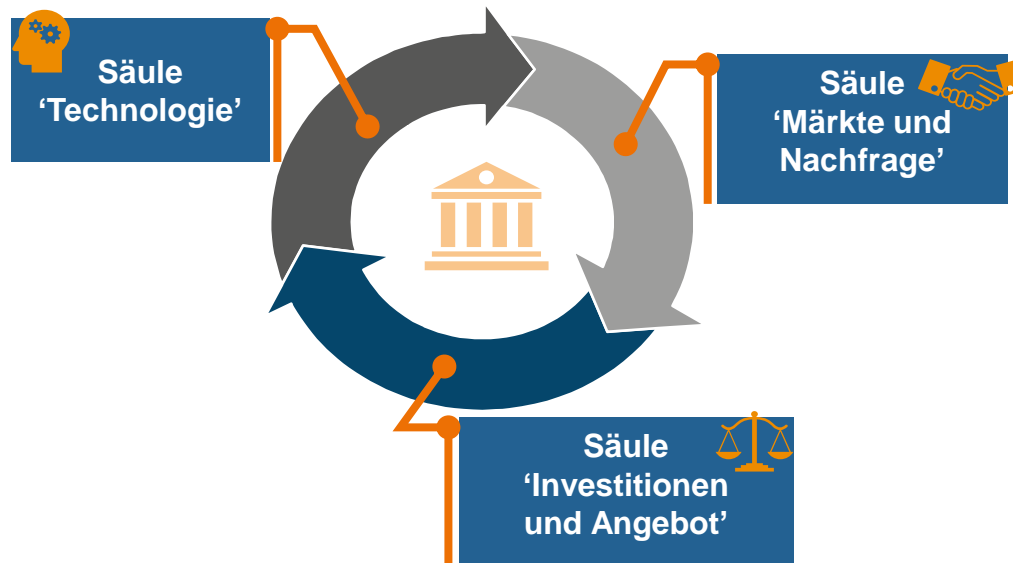 Säule
‘Technologie’
Säule
‘Märkte und
Nachfrage’
Säule
‘Investitionen
und Angebot’